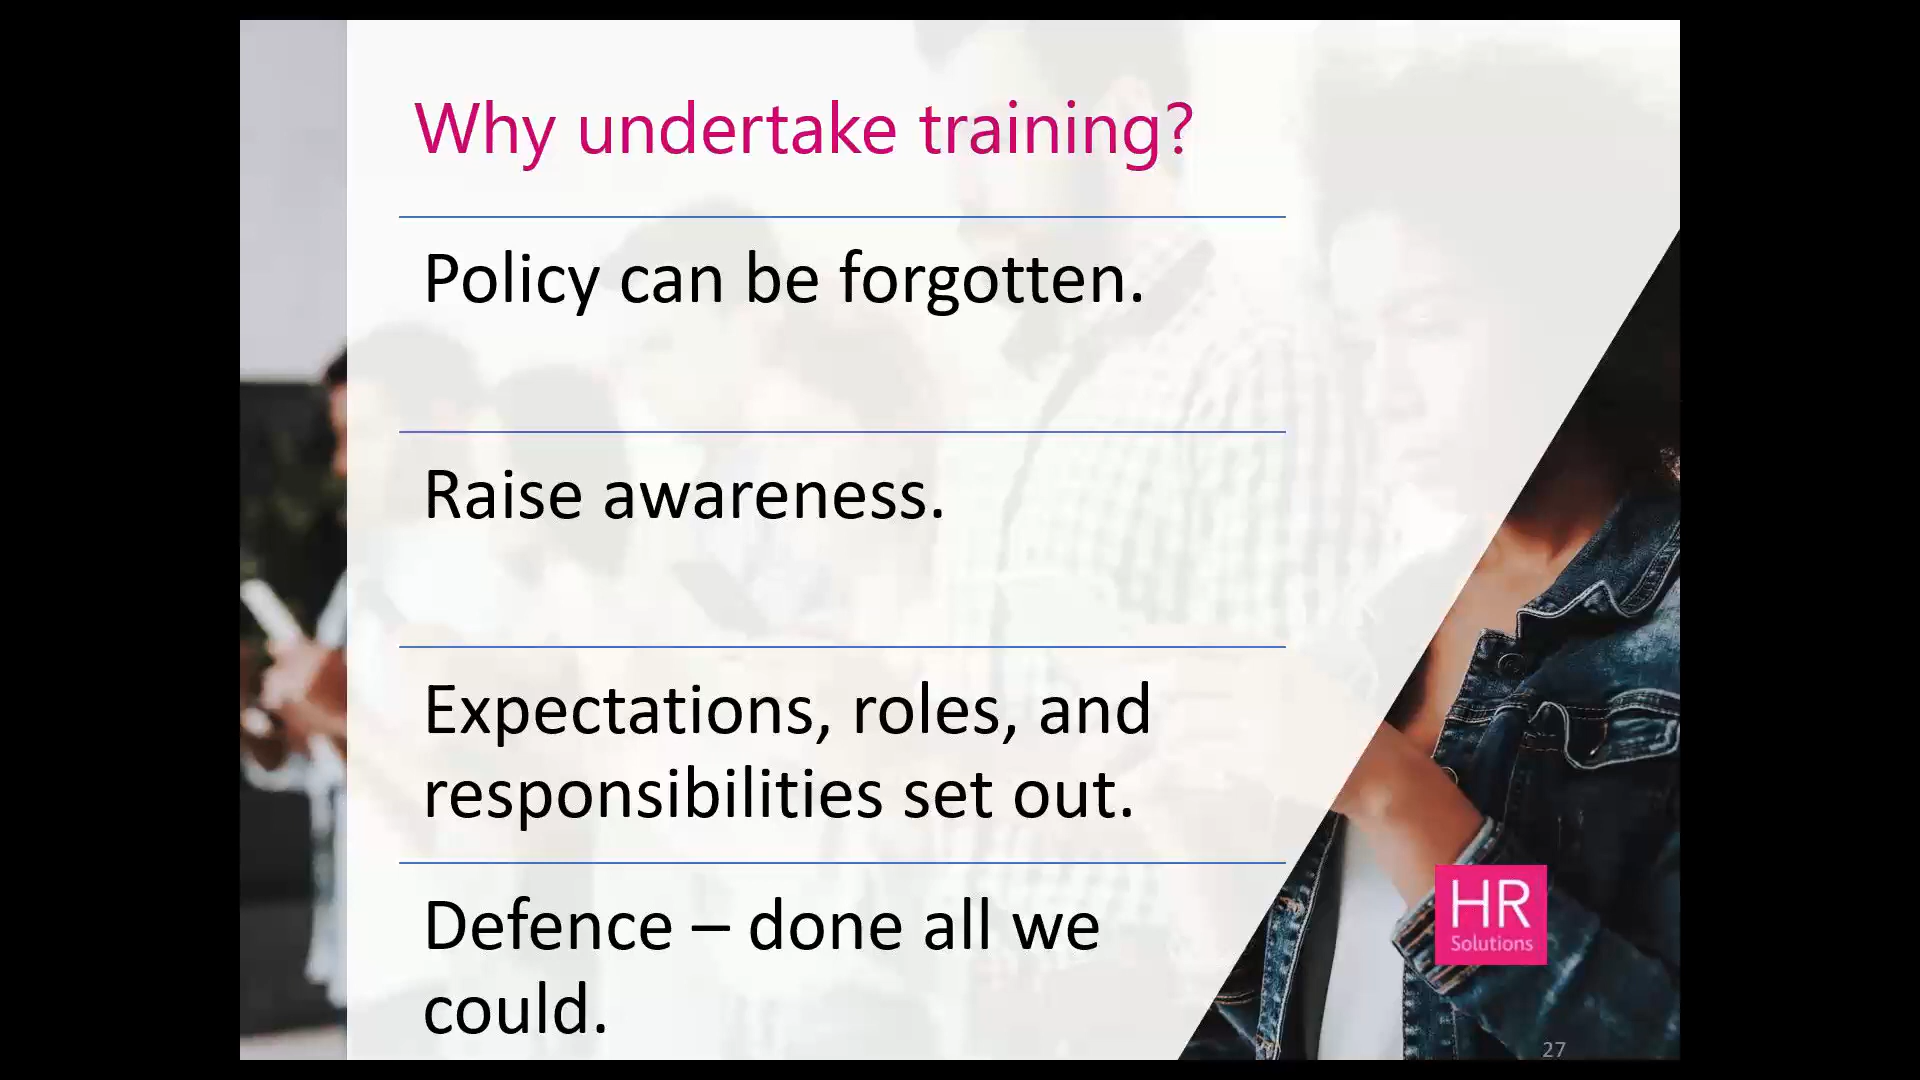 Why undertake training?
Policy can be forgotten.
Raise awareness.
Expectations, roles, and
responsibilities set out.
Defence – done all we
could.
HR
Solutions
27